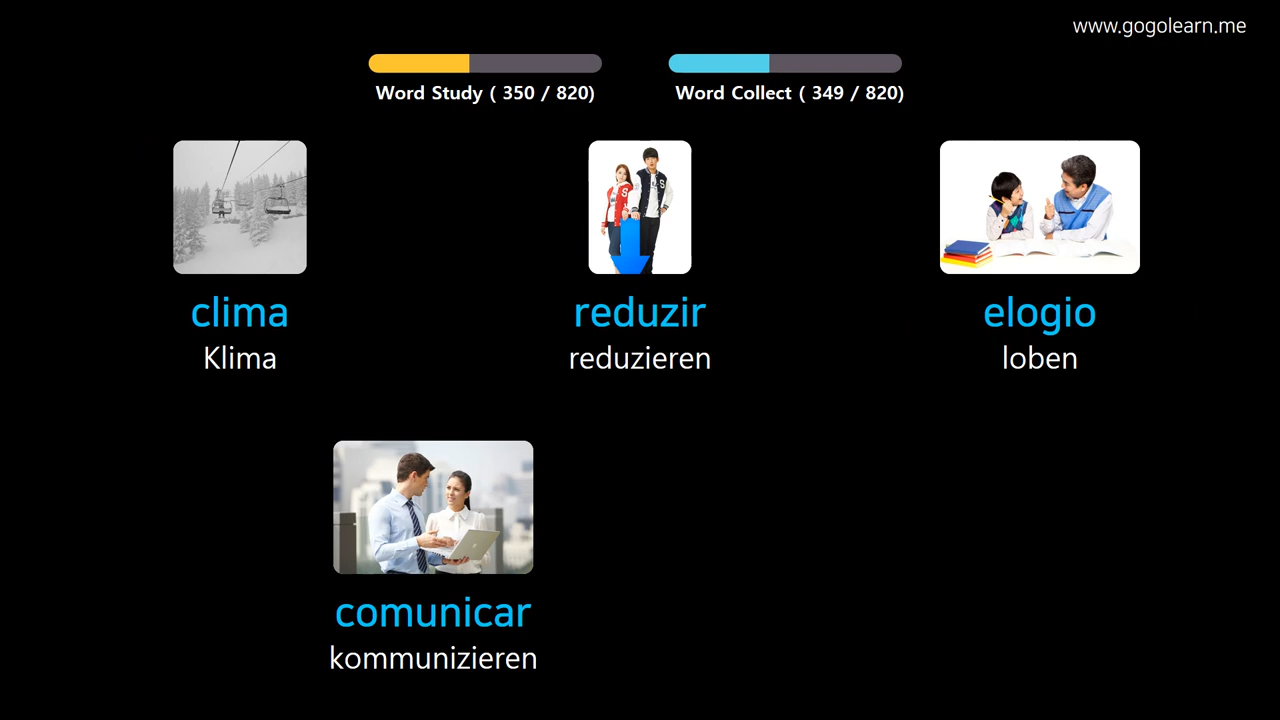 www.gogolearn.me
Word Study ( 350 / 820)
Word Collect ( 349 / 820)
clima
Klima
reduzir
reduzieren
elogio
loben
comunicar
kommunizieren